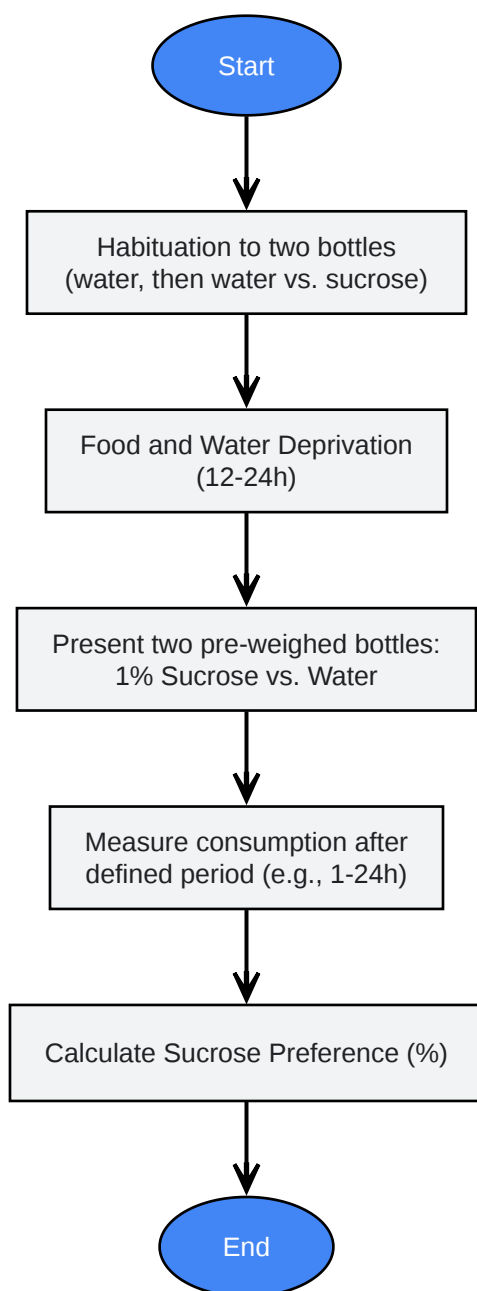 Start
Habituation to two bottles
(water, then water vs. sucrose)
Food and Water Deprivation
(12-24h)
Present two pre-weighed bottles:
1% Sucrose vs. Water
Measure consumption after
defined period (e.g., 1-24h)
Calculate Sucrose Preference (%)
End